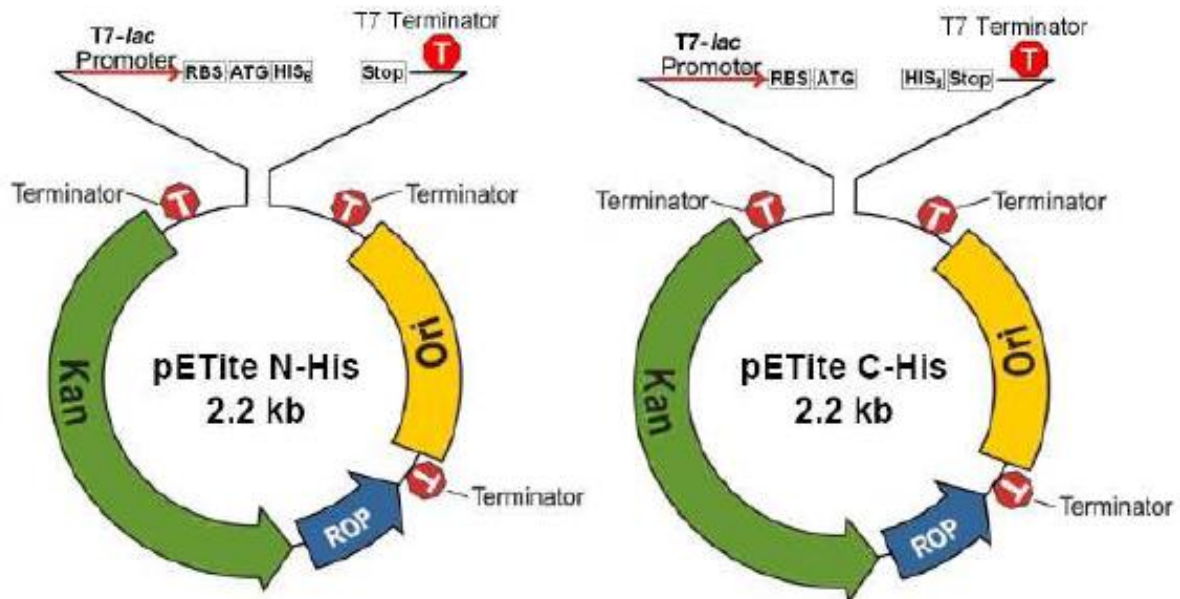 T7-lac
Promoter
RBS ATG HIS₆
Stop
T7 Terminator
T
Terminator
T
T
Terminator
Kan
Ori
pETite N-His
2.2 kb
ROP
T
Terminator
T7-lac
Promoter
RBS ATG
HIS₆ Stop
T7 Terminator
T
Terminator
T
T
Terminator
Kan
Ori
pETite C-His
2.2 kb
ROP
T
Terminator